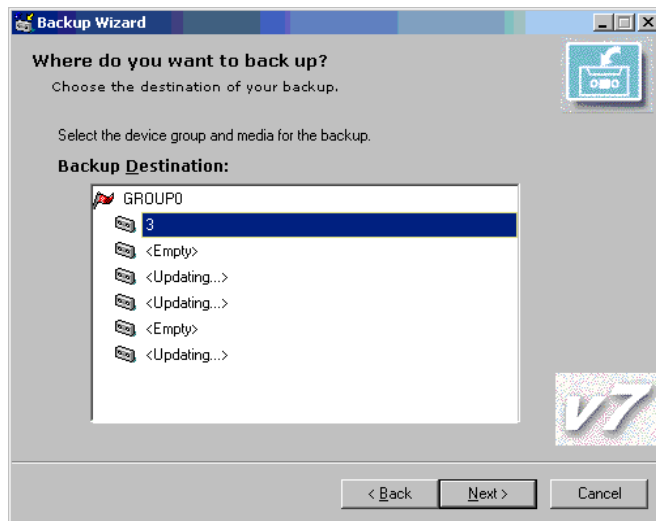 Backup Wizard
Where do you want to back up?
Choose the destination of your backup.
Select the device group and media for the backup.
Backup Destination:
GROUP0
3
<Empty>
<Updating...>
<Updating...>
<Empty>
<Updating...>
v7
< Back
Next >
Cancel